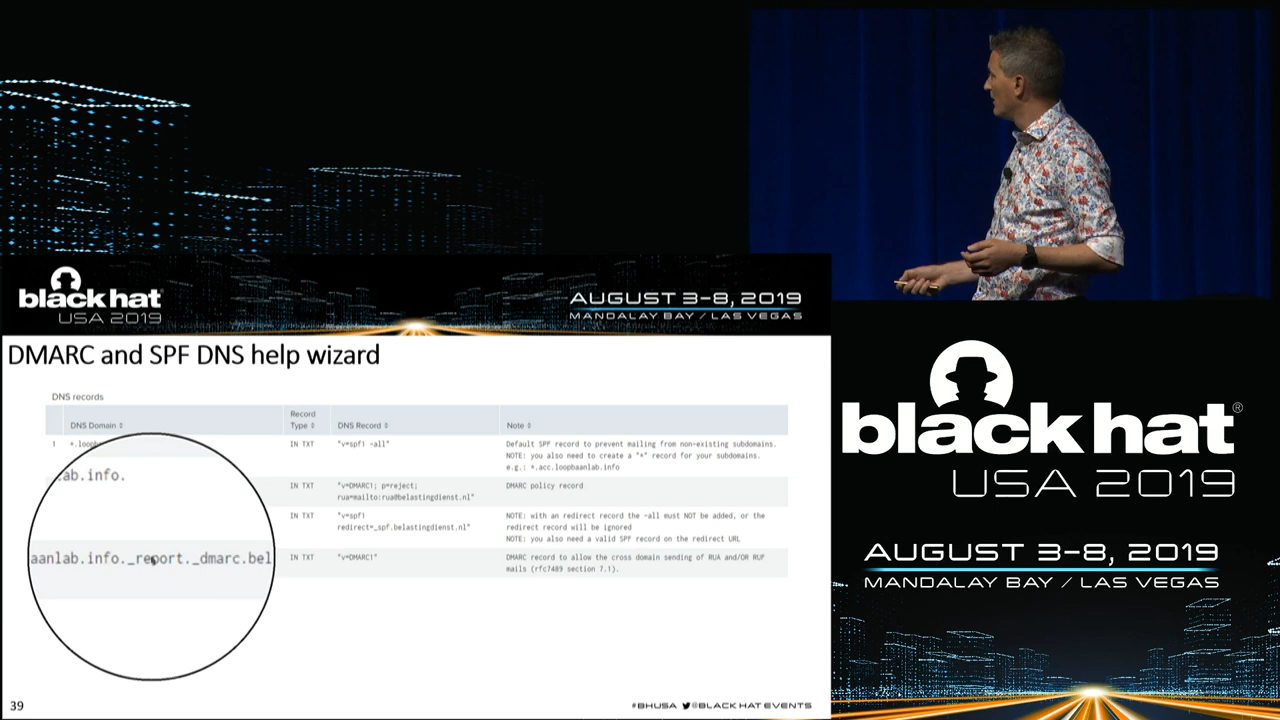 black hat
USA 2019
AUGUST 3-8, 2019
MANDALAY BAY / LAS VEGAS
DMARC and SPF DNS help wizard
DNS records
DNS Domain
Record Type
DNS Record
Note
1
IN TXT
"v=spf1 -all"
Default SPF record to prevent mailing from non-existing subdomains.
NOTE: you also need to create a "*" record for your subdomains.
e.g.: *.acc.loopbaanlab.info
IN TXT
"v=DMARC1; p=reject;
rua=mailto:rua@belastingdienst.nl"
DMARC policy record
IN TXT
"v=spf1
redirect=_spf.belastingdienst.nl"
NOTE: with an redirect record the -all must NOT be added, or the
redirect record will be ignored
NOTE: you also need a valid SPF record on the redirect URL
IN TXT
"v=DMARC1"
DMARC record to allow the cross domain sending of RUA and/OR RUF
mails (rfc7489 section 7.1).
ab.info.
aanlab.info._report._dmarc.bel
39
#BHUSA @BLACK HAT EVENTS
black hat®
USA 2019
AUGUST 3-8, 2019
MANDALAY BAY / LAS VEGAS